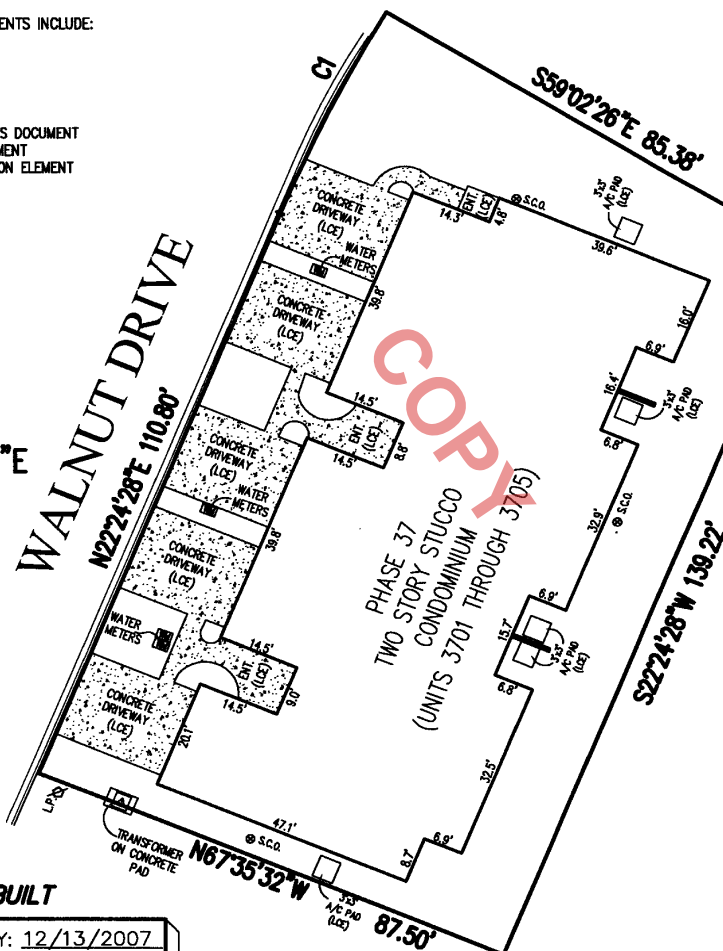 ENTS INCLUDE:
S DOCUMENT
MENT
ON ELEMENT
C1
S59°02'26"E 85.38'
CONCRETE
DRIVEWAY
(LCE)
ENT.
(LCE)
S.C.O.
3'x3'
A/C PAD
(LCE)
14.3'
4.8'
39.6'
WATER
METERS
39.8'
16.0'
WALNUT DRIVE
N22°24'28"E 110.80'
"E
CONCRETE
DRIVEWAY
(LCE)
COPY
6.9'
16.4'
3'x3'
A/C PAD
(LCE)
14.5'
ENT.
(LCE)
14.5'
8.8'
6.8'
CONCRETE
DRIVEWAY
(LCE)
WATER
METERS
39.8'
32.9'
S.C.O.
PHASE 37
TWO STORY STUCCO
CONDOMINIUM
(UNITS 3701 THROUGH 3705)
S22°24'28"W 139.22'
CONCRETE
DRIVEWAY
(LCE)
WATER
METERS
6.9'
15.7'
3'x3'
A/C PAD
(LCE)
6.8'
14.5'
ENT.
(LCE)
14.5'
9.0'
CONCRETE
DRIVEWAY
(LCE)
20.1'
32.5'
L.P.
47.1'
S.C.O.
6.9'
8.7'
TRANSFORMER
ON CONCRETE
PAD
N67°35'32"W 87.50'
3'x3'
A/C PAD
(LCE)
BUILT
Y: 12/13/2007